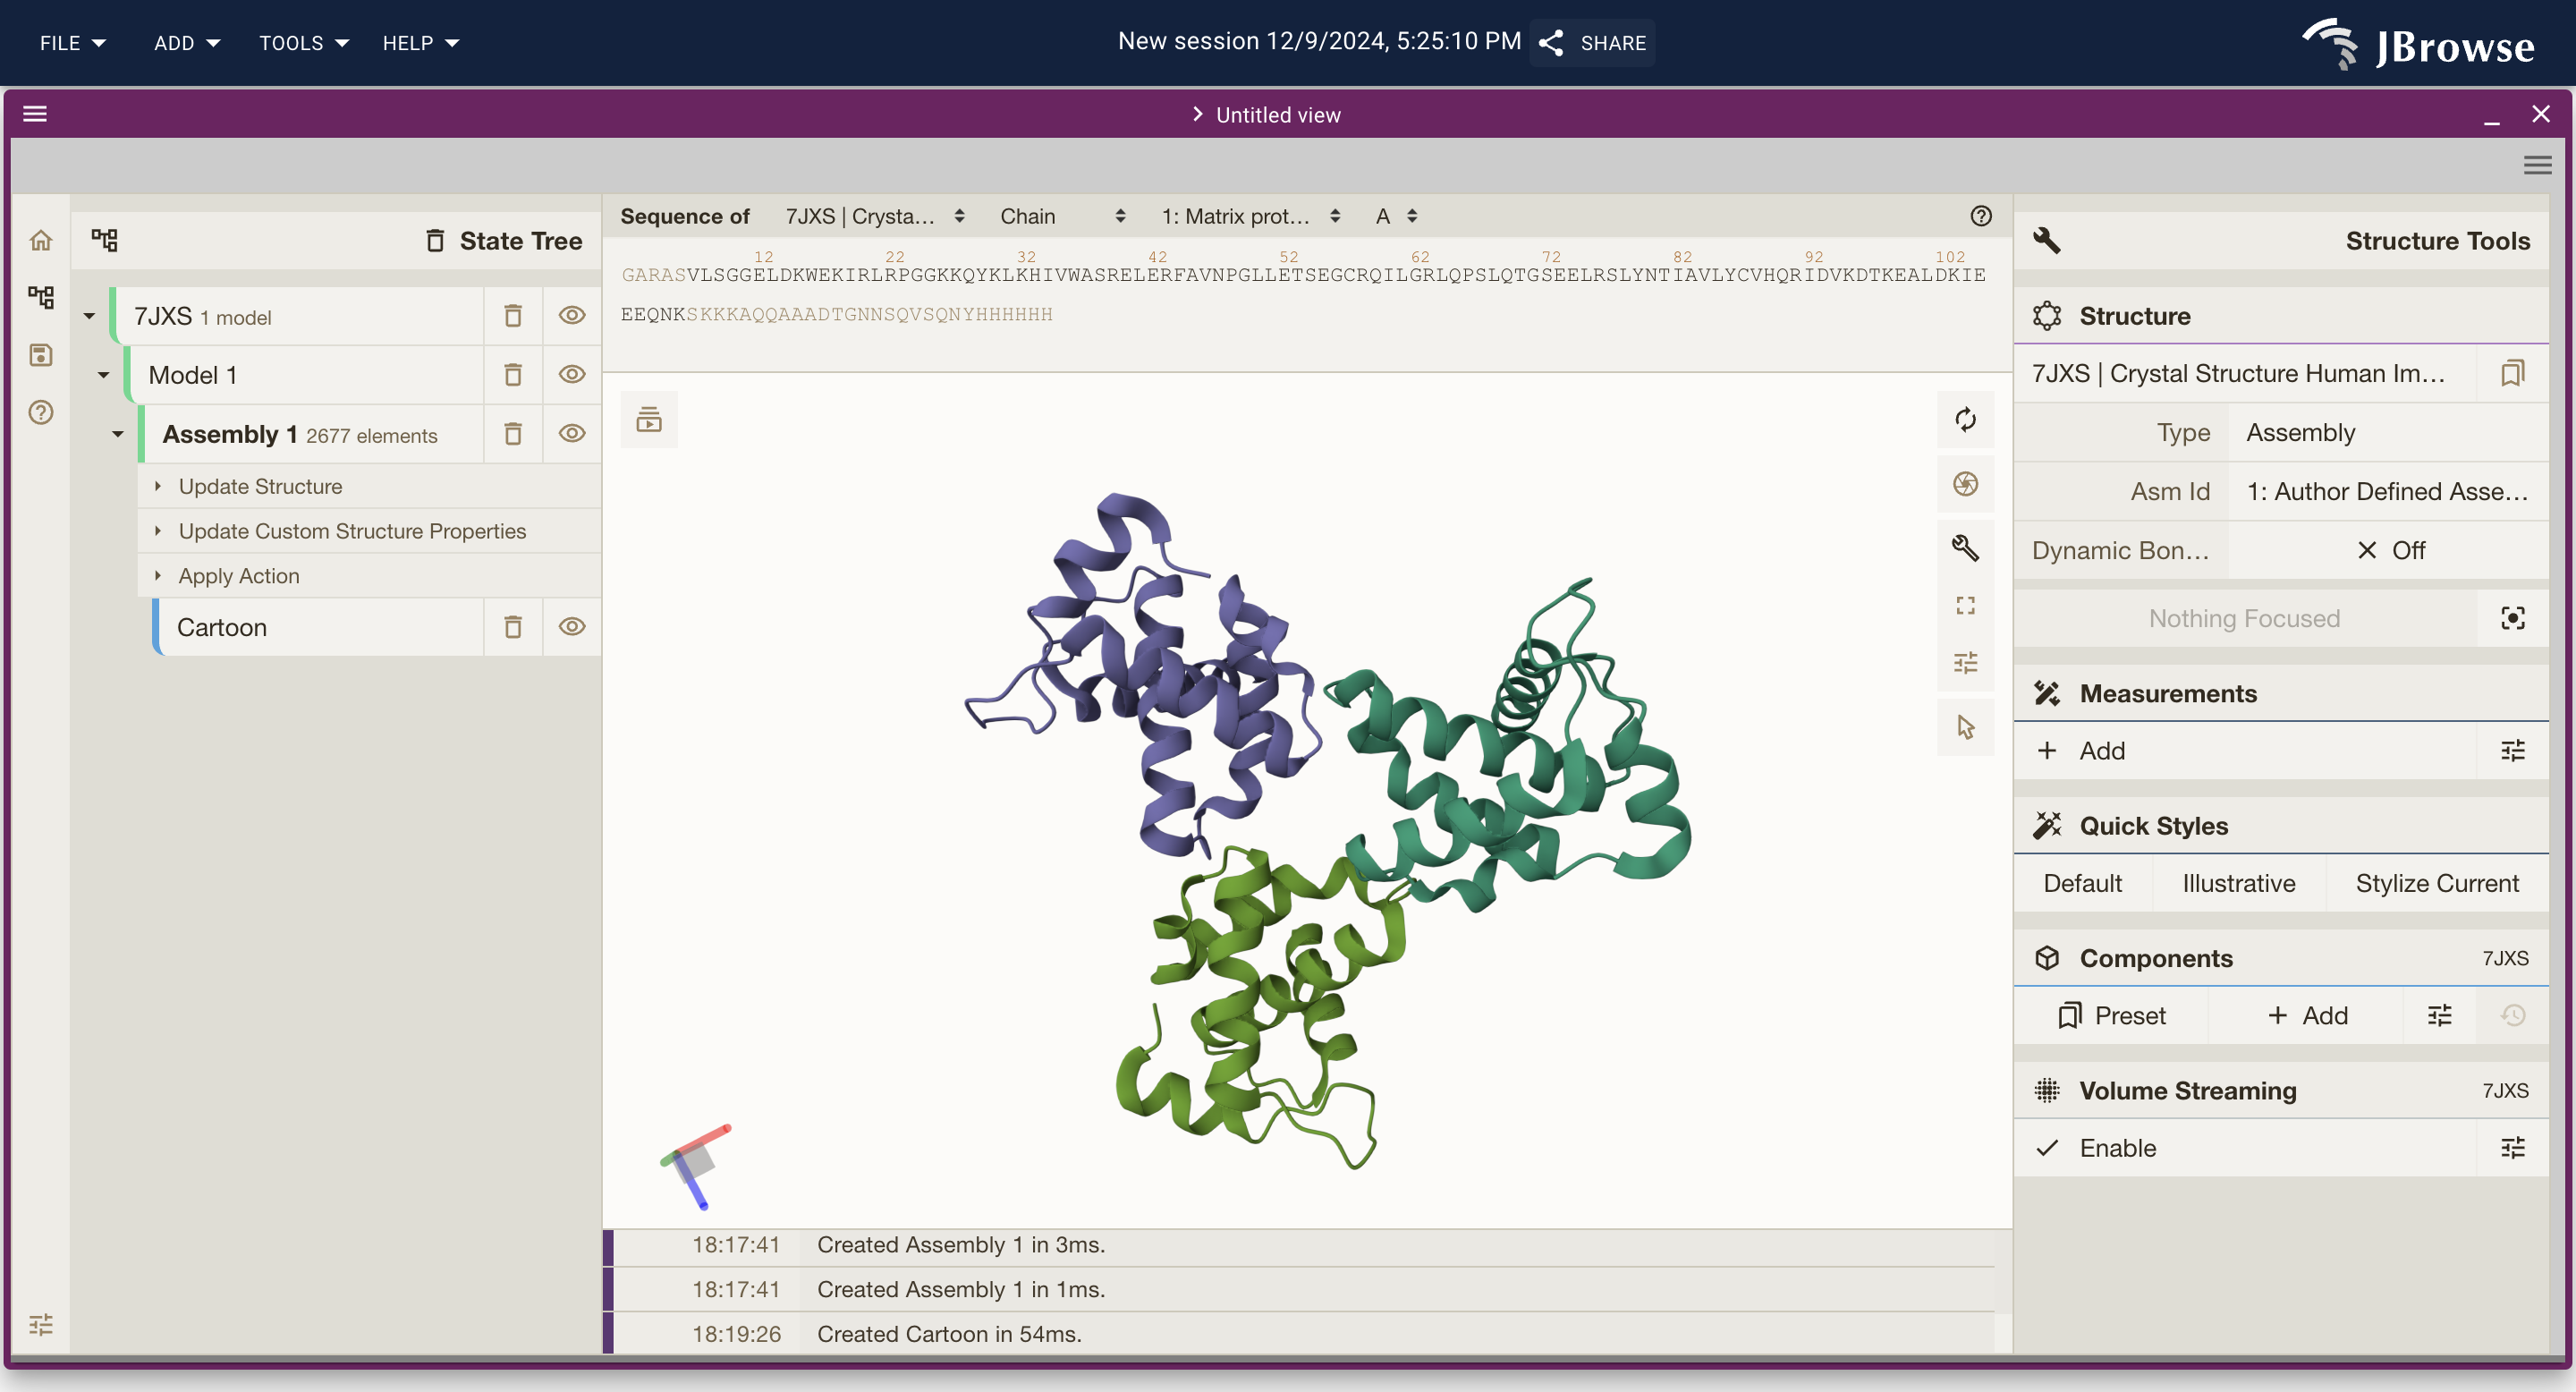 FILE ADD TOOLS HELP New session 12/9/2024, 5:25:10 PM SHARE JBrowse
Untitled view
State Tree
7JXS 1 model
Model 1
Assembly 1 2677 elements
Update Structure
Update Custom Structure Properties
Apply Action
Cartoon
Sequence of 7JXS | Crysta... Chain 1: Matrix prot... A
12 22 32 42 52 62 72 82 92 102
GARASVLSGGELDKWEKIRLRPGGKKQYKLKHIVWASRELERFAVNPGLLETSEGCRQILGRLQPSLQTGSEELRSLYNTIAVLYCVHQRIDVKDTKEALDKIE
EEQNKSKKKAQQAAADTGNNSQVSQNYHHHHHH
18:17:41 Created Assembly 1 in 3ms.
18:17:41 Created Assembly 1 in 1ms.
18:19:26 Created Cartoon in 54ms.
Structure Tools
Structure
7JXS | Crystal Structure Human Im...
Type Assembly
Asm Id 1: Author Defined Asse...
Dynamic Bon... Off
Nothing Focused
Measurements
Add
Quick Styles
Default Illustrative Stylize Current
Components 7JXS
Preset Add
Volume Streaming 7JXS
Enable